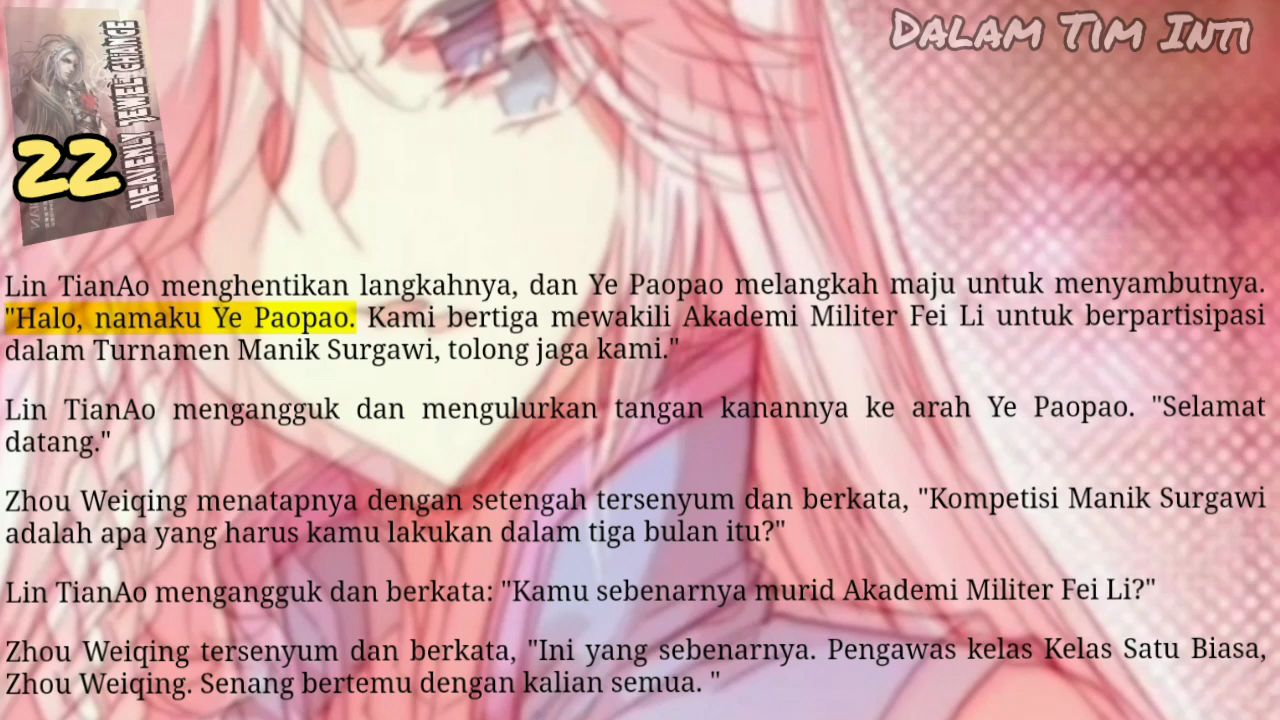 DALAM TIM INTI
HEAVENLY JEWEL CHANGE
22
Lin TianAo menghentikan langkahnya, dan Ye Paopao melangkah maju untuk menyambutnya.
"Halo, namaku Ye Paopao. Kami bertiga mewakili Akademi Militer Fei Li untuk berpartisipasi
dalam Turnamen Manik Surgawi, tolong jaga kami."
Lin TianAo mengangguk dan mengulurkan tangan kanannya ke arah Ye Paopao. "Selamat
datang."
Zhou Weiqing menatapnya dengan setengah tersenyum dan berkata, "Kompetisi Manik Surgawi
adalah apa yang harus kamu lakukan dalam tiga bulan itu?"
Lin TianAo mengangguk dan berkata: "Kamu sebenarnya murid Akademi Militer Fei Li?"
Zhou Weiqing tersenyum dan berkata, "Ini yang sebenarnya. Pengawas kelas Kelas Satu Biasa,
Zhou Weiqing. Senang bertemu dengan kalian semua. "